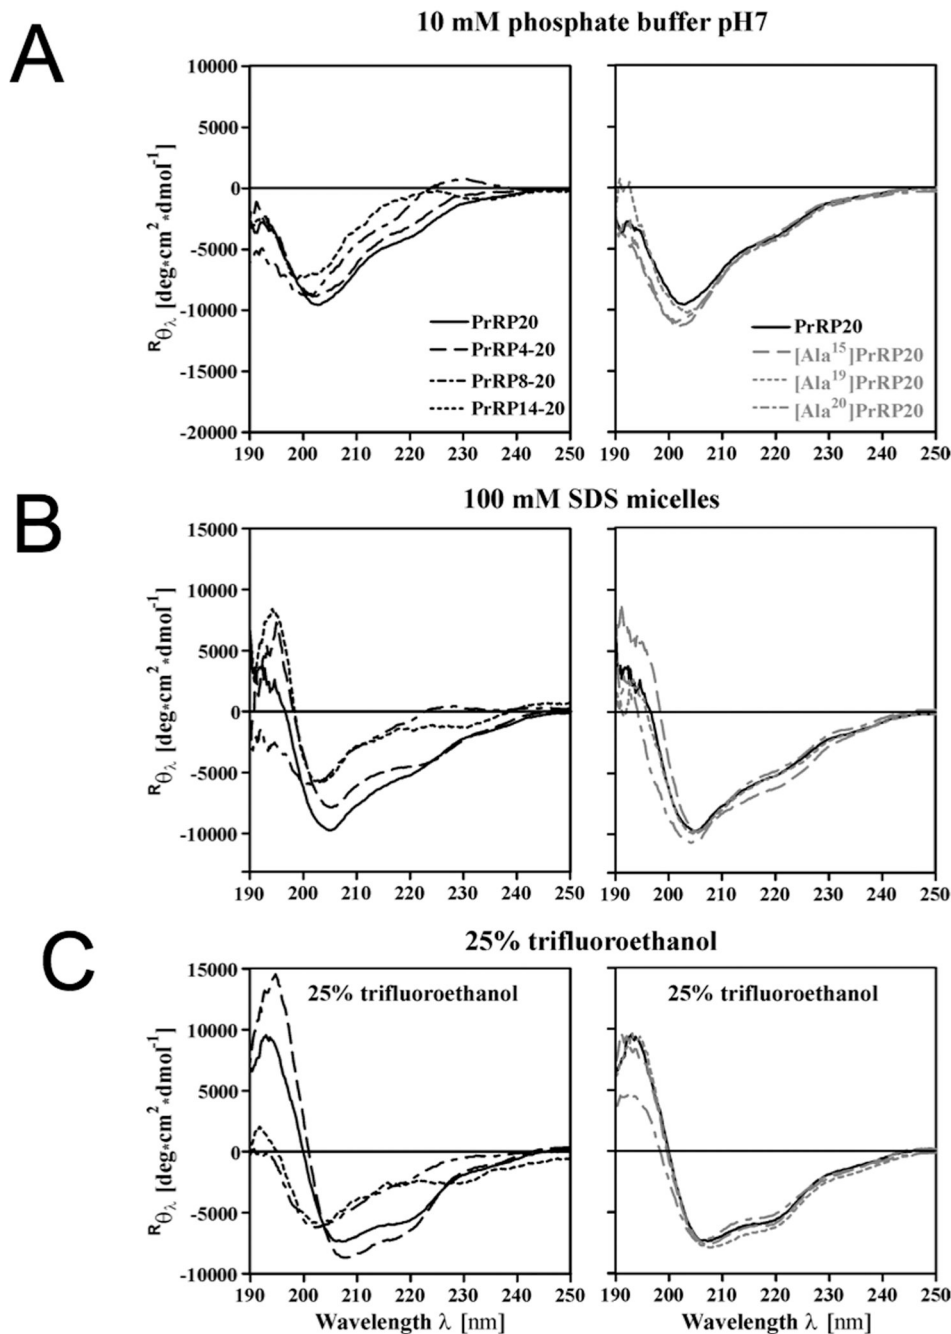 A
10 mM phosphate buffer pH7
10000
5000
0
-5000
-10000
-15000
-20000
Rθλ [deg*cm2*dmol-1]
PrRP20
PrRP4-20
PrRP8-20
PrRP14-20
190 200 210 220 230 240 250
PrRP20
[Ala15]PrRP20
[Ala19]PrRP20
[Ala20]PrRP20
190 200 210 220 230 240 250
B
100 mM SDS micelles
15000
10000
5000
0
-5000
-10000
Rθλ [deg*cm2*dmol-1]
190 200 210 220 230 240 250
190 200 210 220 230 240 250
C
25% trifluoroethanol
15000
10000
5000
0
-5000
-10000
Rθλ [deg*cm2*dmol-1]
25% trifluoroethanol
25% trifluoroethanol
190 200 210 220 230 240 250
190 200 210 220 230 240 250
Wavelength λ [nm]
Wavelength λ [nm]